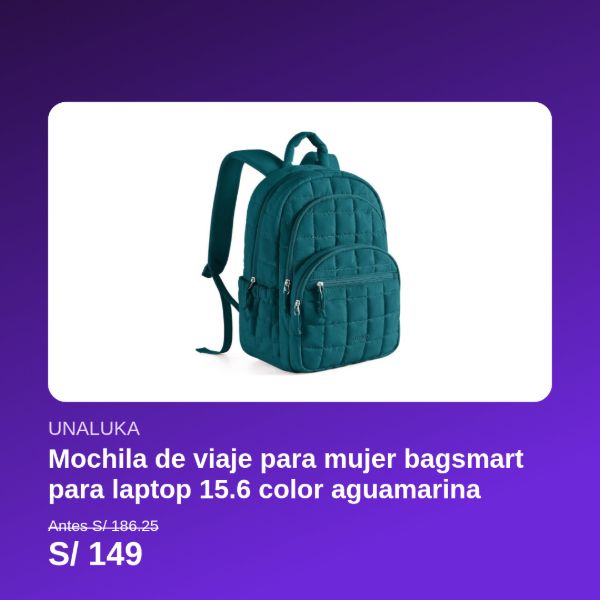 UNALUKA
Mochila de viaje para mujer bagsmart
para laptop 15.6 color aguamarina
Antes S/ 186.25
S/ 149